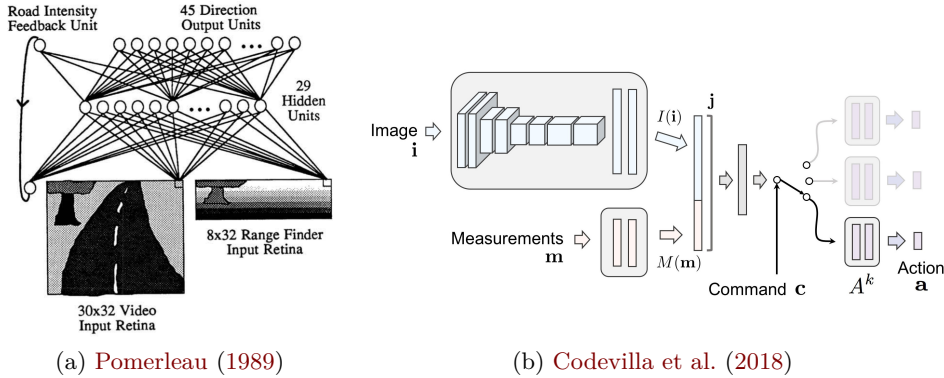 Road Intensity
Feedback Unit
45 Direction
Output Units
29
Hidden
Units
8x32 Range Finder
Input Retina
30x32 Video
Input Retina
(a) Pomerleau (1989)
Image
i
I(i)
j
Measurements
m
M(m)
Command c
A^k
Action
a
(b) Codevilla et al. (2018)